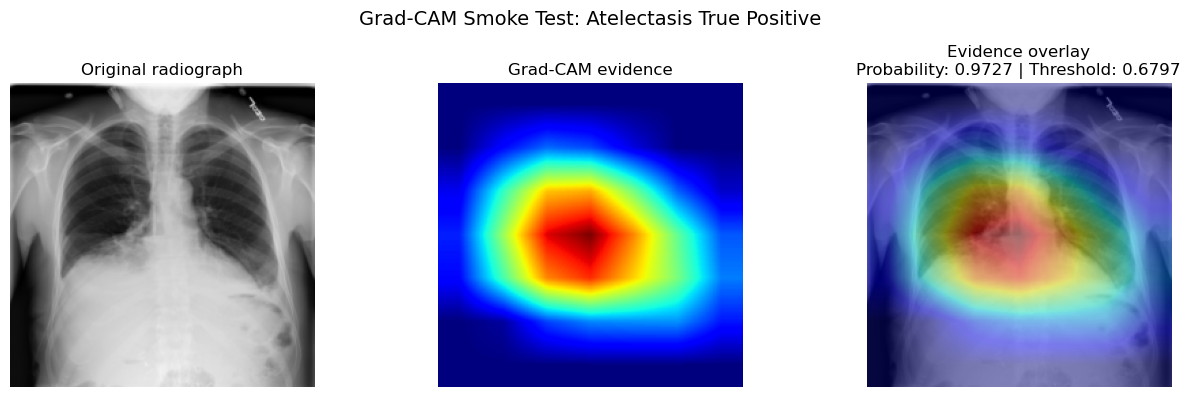 Grad-CAM Smoke Test: Atelectasis True Positive
Original radiograph
Grad-CAM evidence
Evidence overlay
Probability: 0.9727 | Threshold: 0.6797